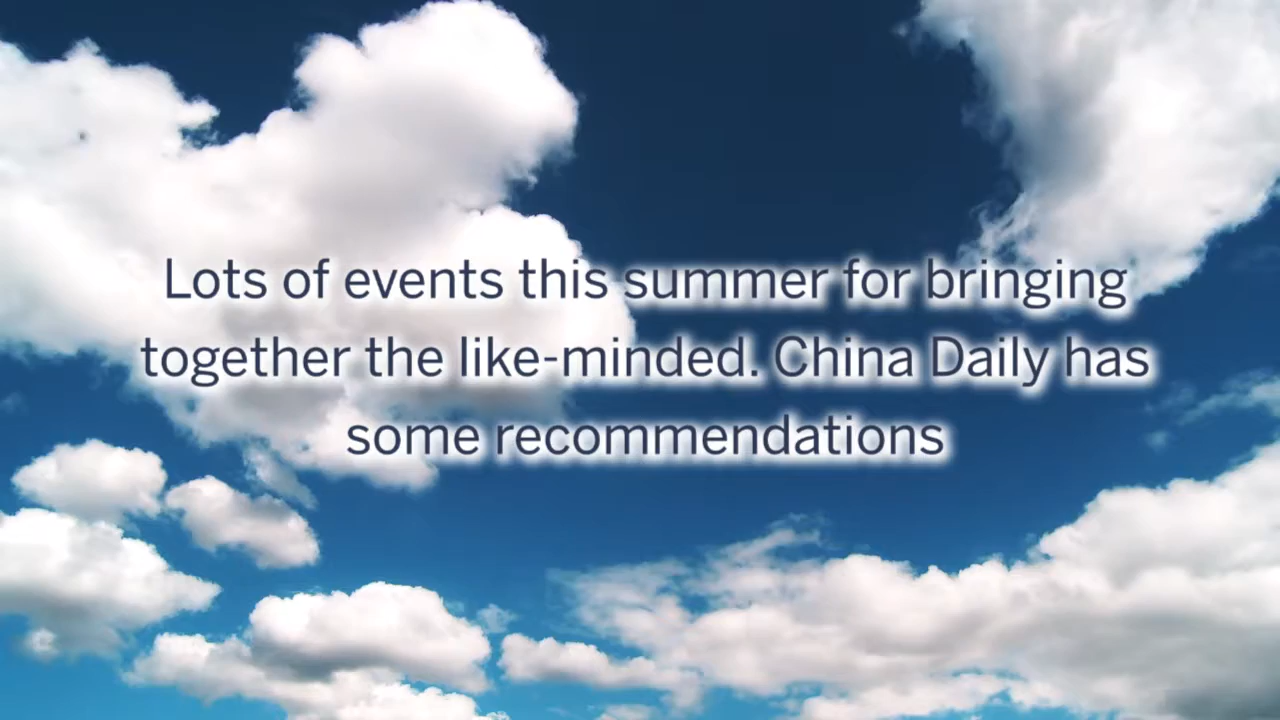 Lots of events this summer for bringing
together the like-minded. China Daily has
some recommendations